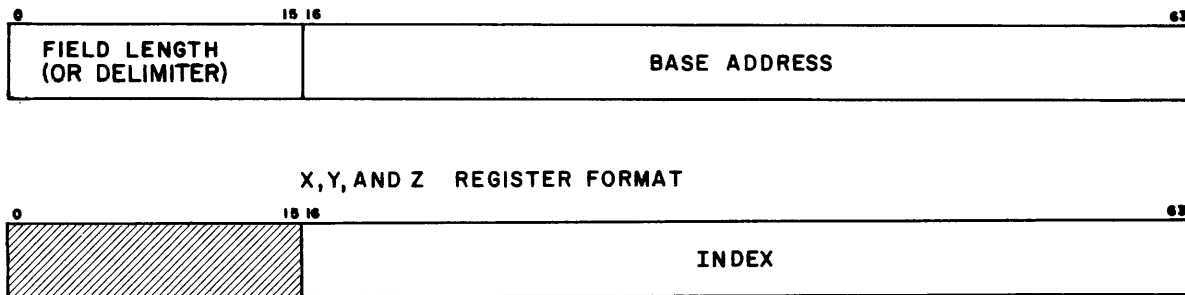 0 15 16 63
FIELD LENGTH
(OR DELIMITER)
BASE ADDRESS
X,Y, AND Z REGISTER FORMAT
0 15 16 63
INDEX